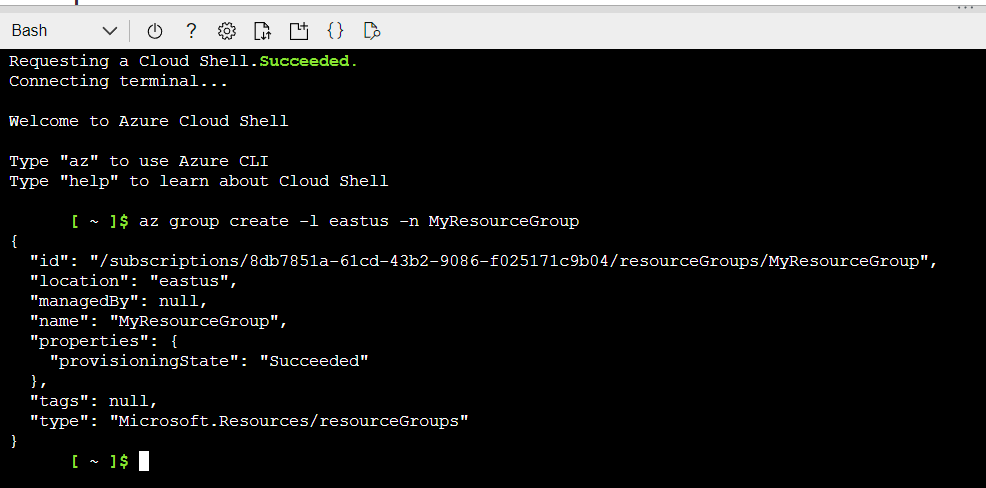 Bash
?
{}
Requesting a Cloud Shell.Succeeded.
Connecting terminal...
Welcome to Azure Cloud Shell
Type "az" to use Azure CLI
Type "help" to learn about Cloud Shell
[ ~ ]$ az group create -l eastus -n MyResourceGroup
{
  "id": "/subscriptions/8db7851a-61cd-43b2-9086-f025171c9b04/resourceGroups/MyResourceGroup",
  "location": "eastus",
  "managedBy": null,
  "name": "MyResourceGroup",
  "properties": {
    "provisioningState": "Succeeded"
  },
  "tags": null,
  "type": "Microsoft.Resources/resourceGroups"
}
[ ~ ]$